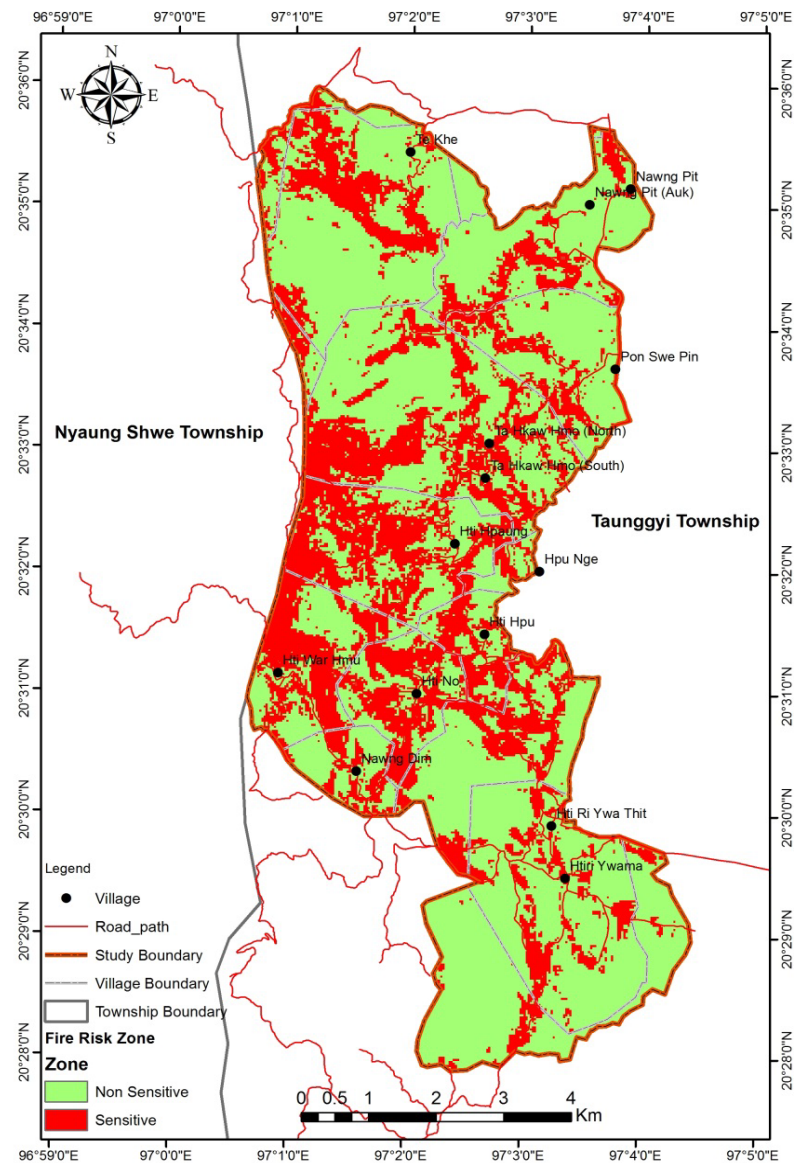 96°59'0"E 97°0'0"E 97°1'0"E 97°2'0"E 97°3'0"E 97°4'0"E 97°5'0"E
N
W E
S
20°36'0"N 20°36'0"N
Te Khe
Nawng Pit
20°35'0"N Nawng Pit (Auk) 20°35'0"N
20°34'0"N 20°34'0"N
Pon Swe Pin
Nyaung Shwe Township
Ta Hkaw Hmo (North)
20°33'0"N 20°33'0"N
Ta Hkaw Hmo (South)
Taunggyi Township
Hti Hpaung
20°32'0"N Hpu Nge 20°32'0"N
Hti Hpu
Hti War Hmu
20°31'0"N Hti No 20°31'0"N
Nawng Dim
20°30'0"N Hti Ri Ywa Thit 20°30'0"N
Legend
Htiri Ywama
Village
Road_path
20°29'0"N 20°29'0"N
Study Boundary
Village Boundary
Township Boundary
Fire Risk Zone
20°28'0"N 20°28'0"N
Zone
Non Sensitive
Sensitive
0 0.5 1 2 3 4
Km
96°59'0"E 97°0'0"E 97°1'0"E 97°2'0"E 97°3'0"E 97°4'0"E 97°5'0"E